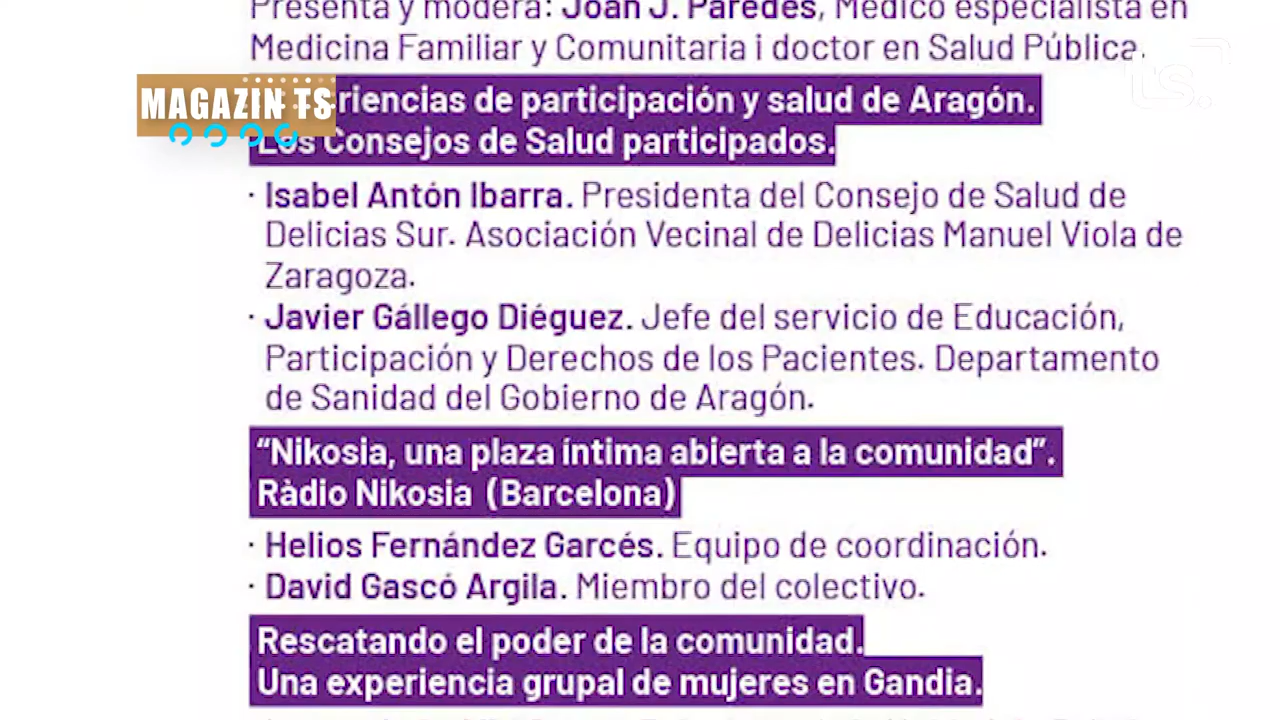 Presenta y modera: Joan J. Paredes, Médico especialista en
Medicina Familiar y Comunitaria i doctor en Salud Pública.
MAGAZÍN TS
riencias de participación y salud de Aragón.
Los Consejos de Salud participados.
· Isabel Antón Ibarra. Presidenta del Consejo de Salud de
Delicias Sur. Asociación Vecinal de Delicias Manuel Viola de
Zaragoza.
· Javier Gállego Diéguez. Jefe del servicio de Educación,
Participación y Derechos de los Pacientes. Departamento
de Sanidad del Gobierno de Aragón.
“Nikosia, una plaza íntima abierta a la comunidad”.
Ràdio Nikosia (Barcelona)
· Helios Fernández Garcés. Equipo de coordinación.
· David Gascó Argila. Miembro del colectivo.
Rescatando el poder de la comunidad.
Una experiencia grupal de mujeres en Gandia.
ts.